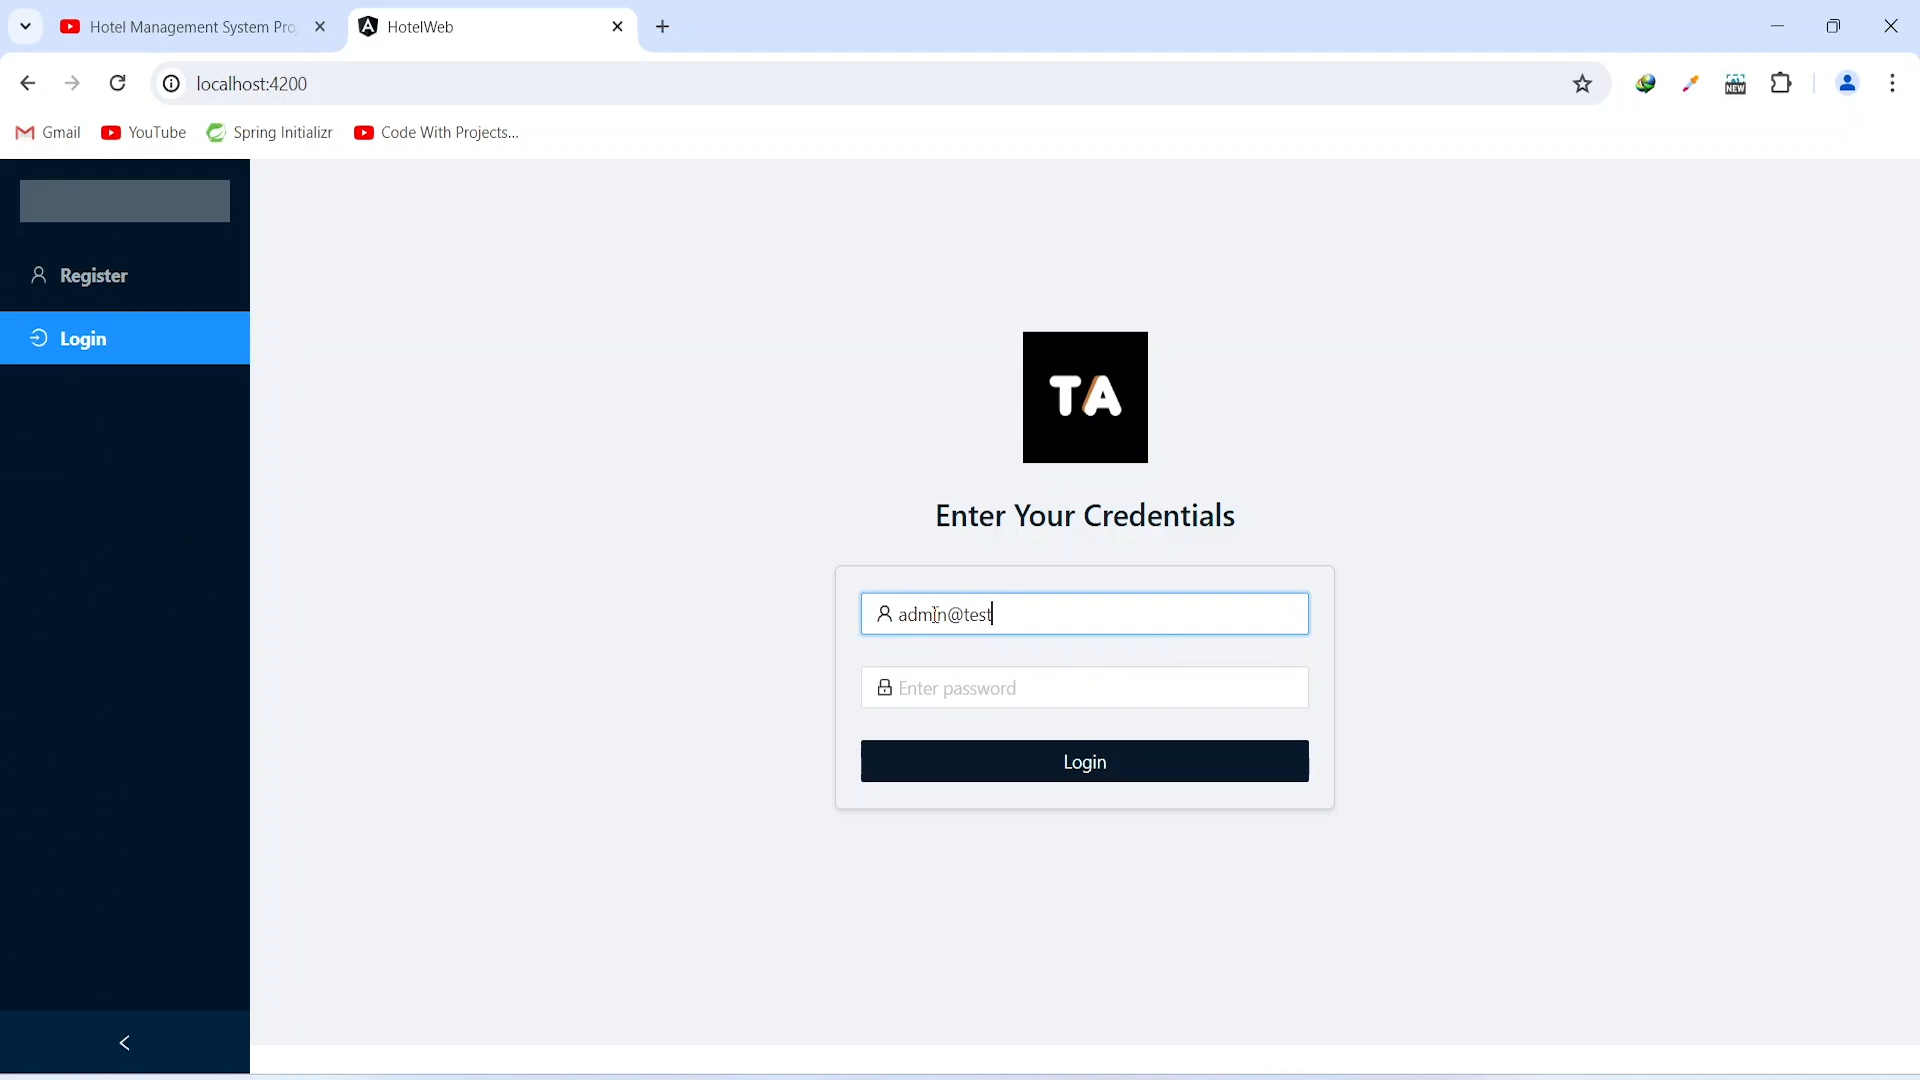 Hotel Management System Pro
HotelWeb
localhost:4200
NEW
Gmail
YouTube
Spring Initializr
Code With Projects...
Register
Login
TA
Enter Your Credentials
admin@test
Enter password
Login